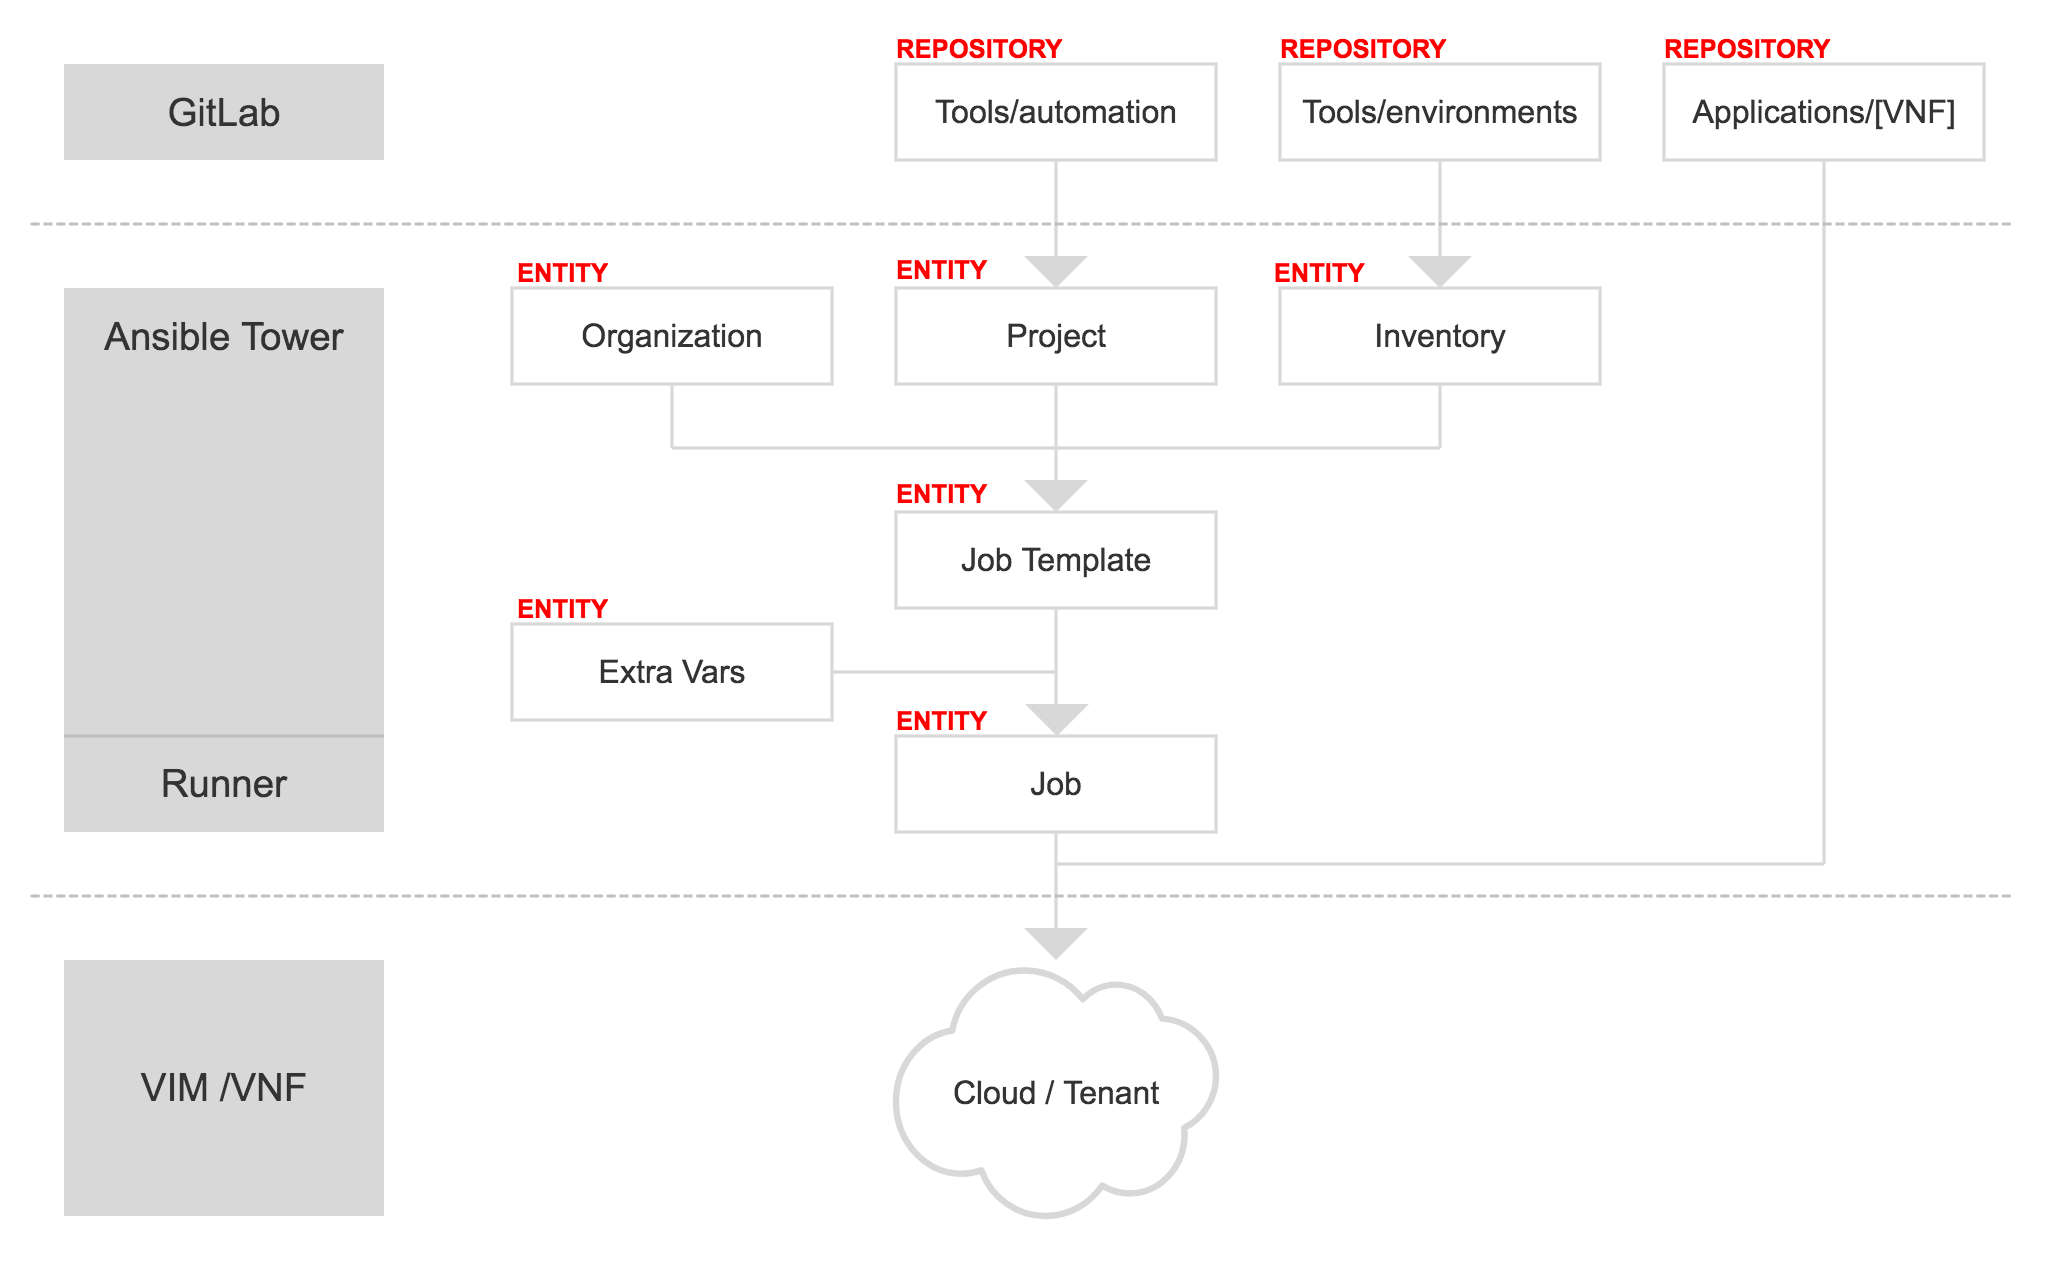 REPOSITORY
REPOSITORY
REPOSITORY
GitLab
Tools/automation
Tools/environments
Applications/[VNF]
ENTITY
ENTITY
ENTITY
Ansible Tower
Organization
Project
Inventory
ENTITY
Job Template
ENTITY
Extra Vars
ENTITY
Runner
Job
VIM /VNF
Cloud / Tenant